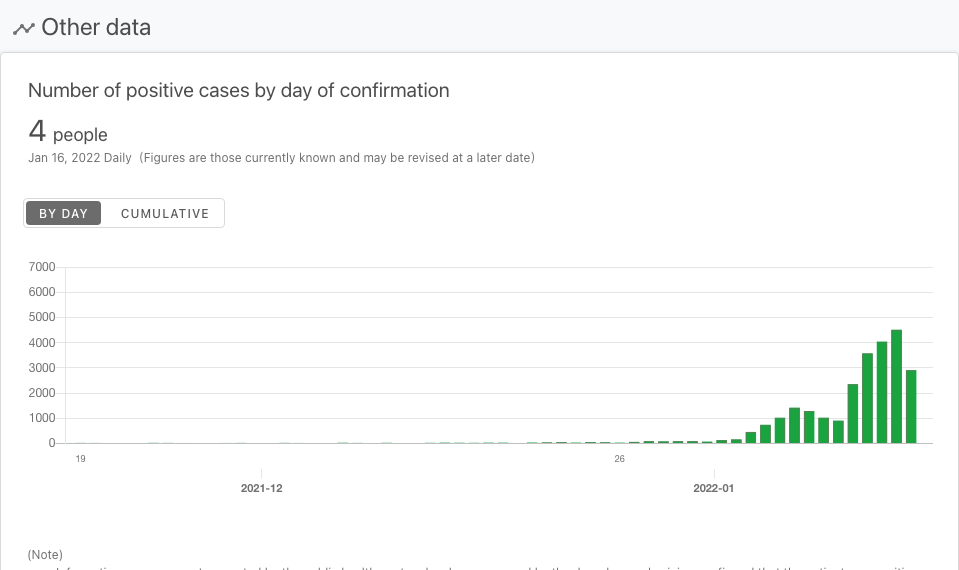 Other data
Number of positive cases by day of confirmation
4 people
Jan 16, 2022 Daily (Figures are those currently known and may be revised at a later date)
BY DAY CUMULATIVE
7000
6000
5000
4000
3000
2000
1000
0
19 26
2021-12 2022-01
(Note)